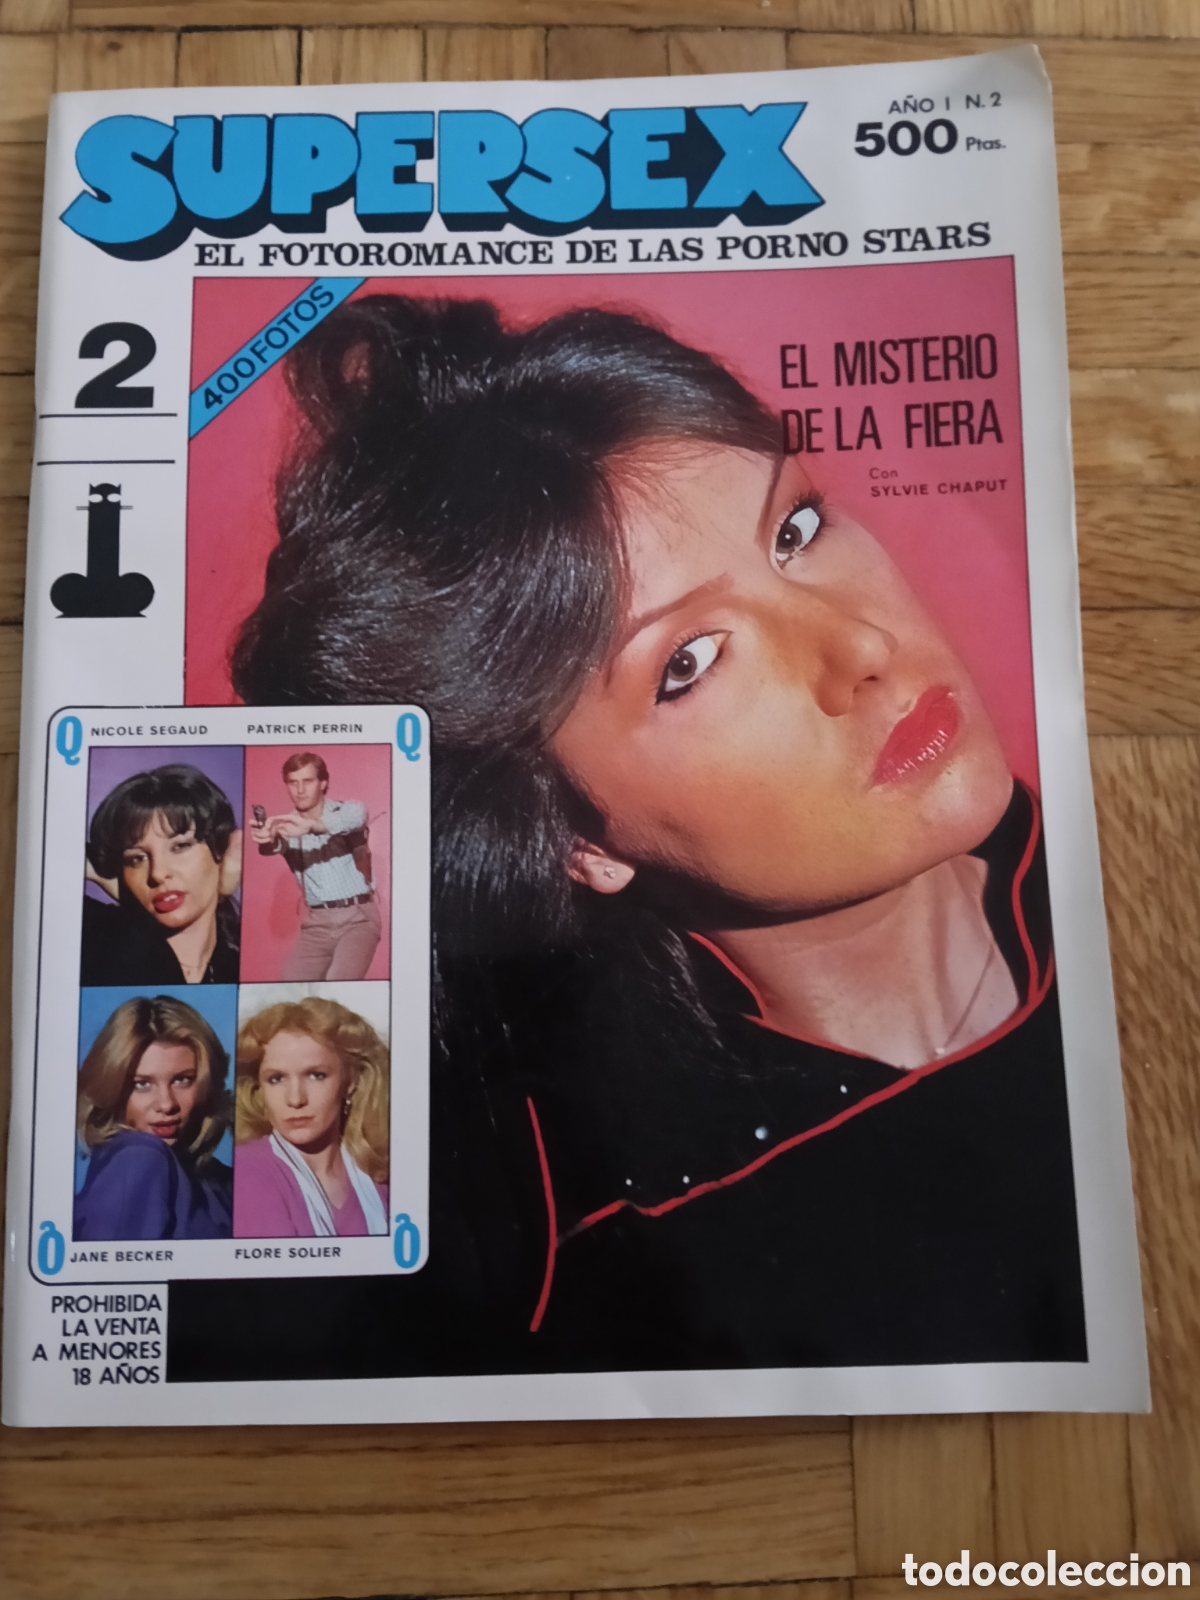 SUPERSEX
AÑO I N. 2
500 Ptas.
EL FOTOROMANCE DE LAS PORNO STARS
400 FOTOS
2
EL MISTERIO
DE LA FIERA
Con
SYLVIE CHAPUT
Q
Q
NICOLE SEGAUD PATRICK PERRIN
JANE BECKER FLORE SOLIER
Q
Q
PROHIBIDA
LA VENTA
A MENORES
18 AÑOS
todocoleccion